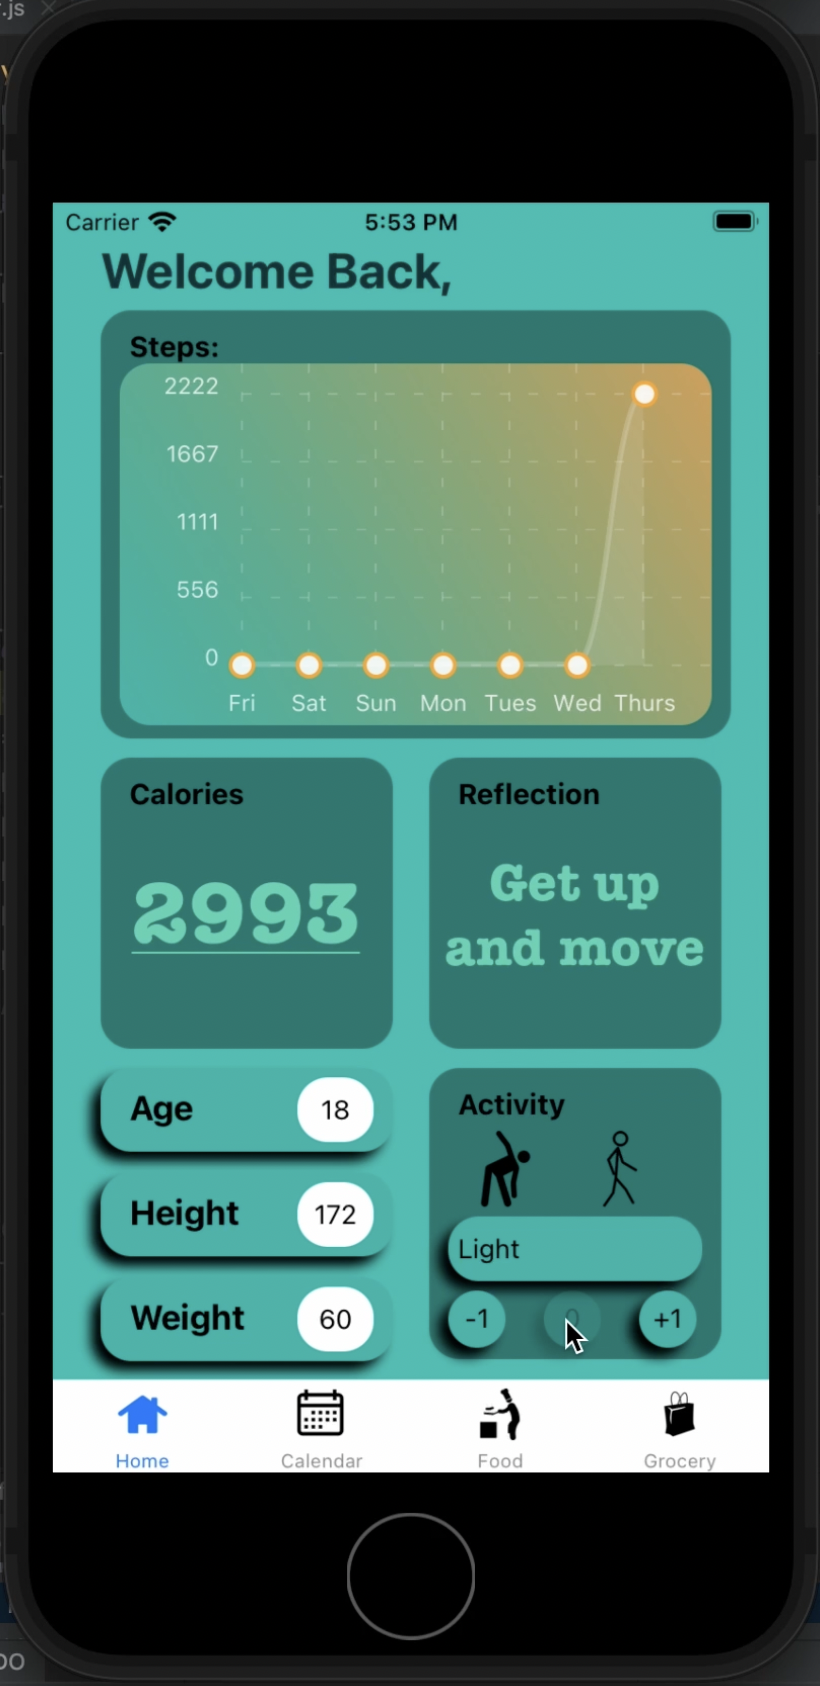 .js
Carrier
5:53 PM
Welcome Back,
Steps:
2222
1667
1111
556
0
Fri Sat Sun Mon Tues Wed Thurs
Calories
2993
Reflection
Get up
and move
Age 18
Height 172
Weight 60
Activity
Light
-1 0 +1
Home Calendar Food Grocery